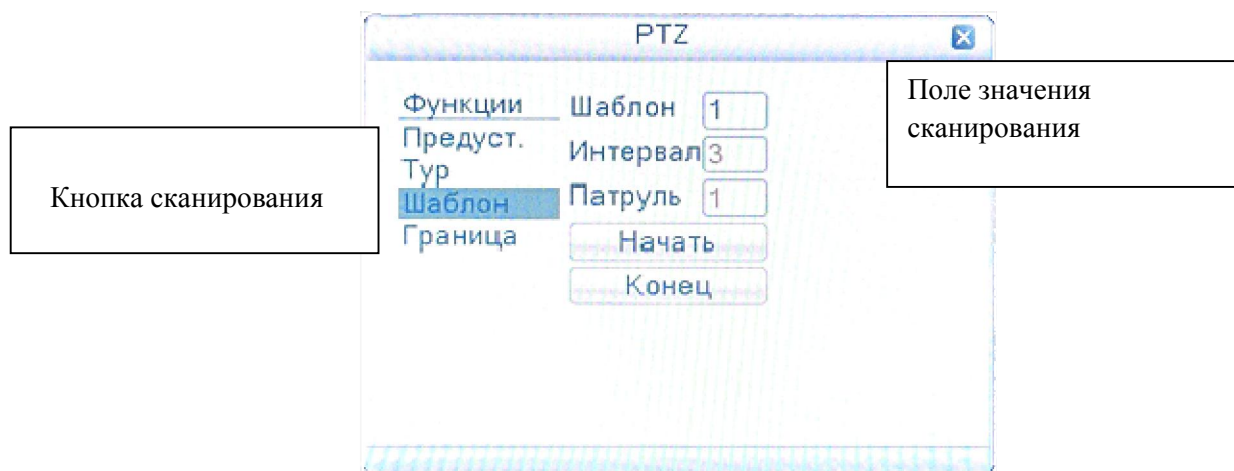 PTZ
Поле значения
сканирования
Кнопка сканирования
Функции
Предуст.
Тур
Шаблон
Граница
Шаблон 1
Интервал 3
Патруль 1
Начать
Конец